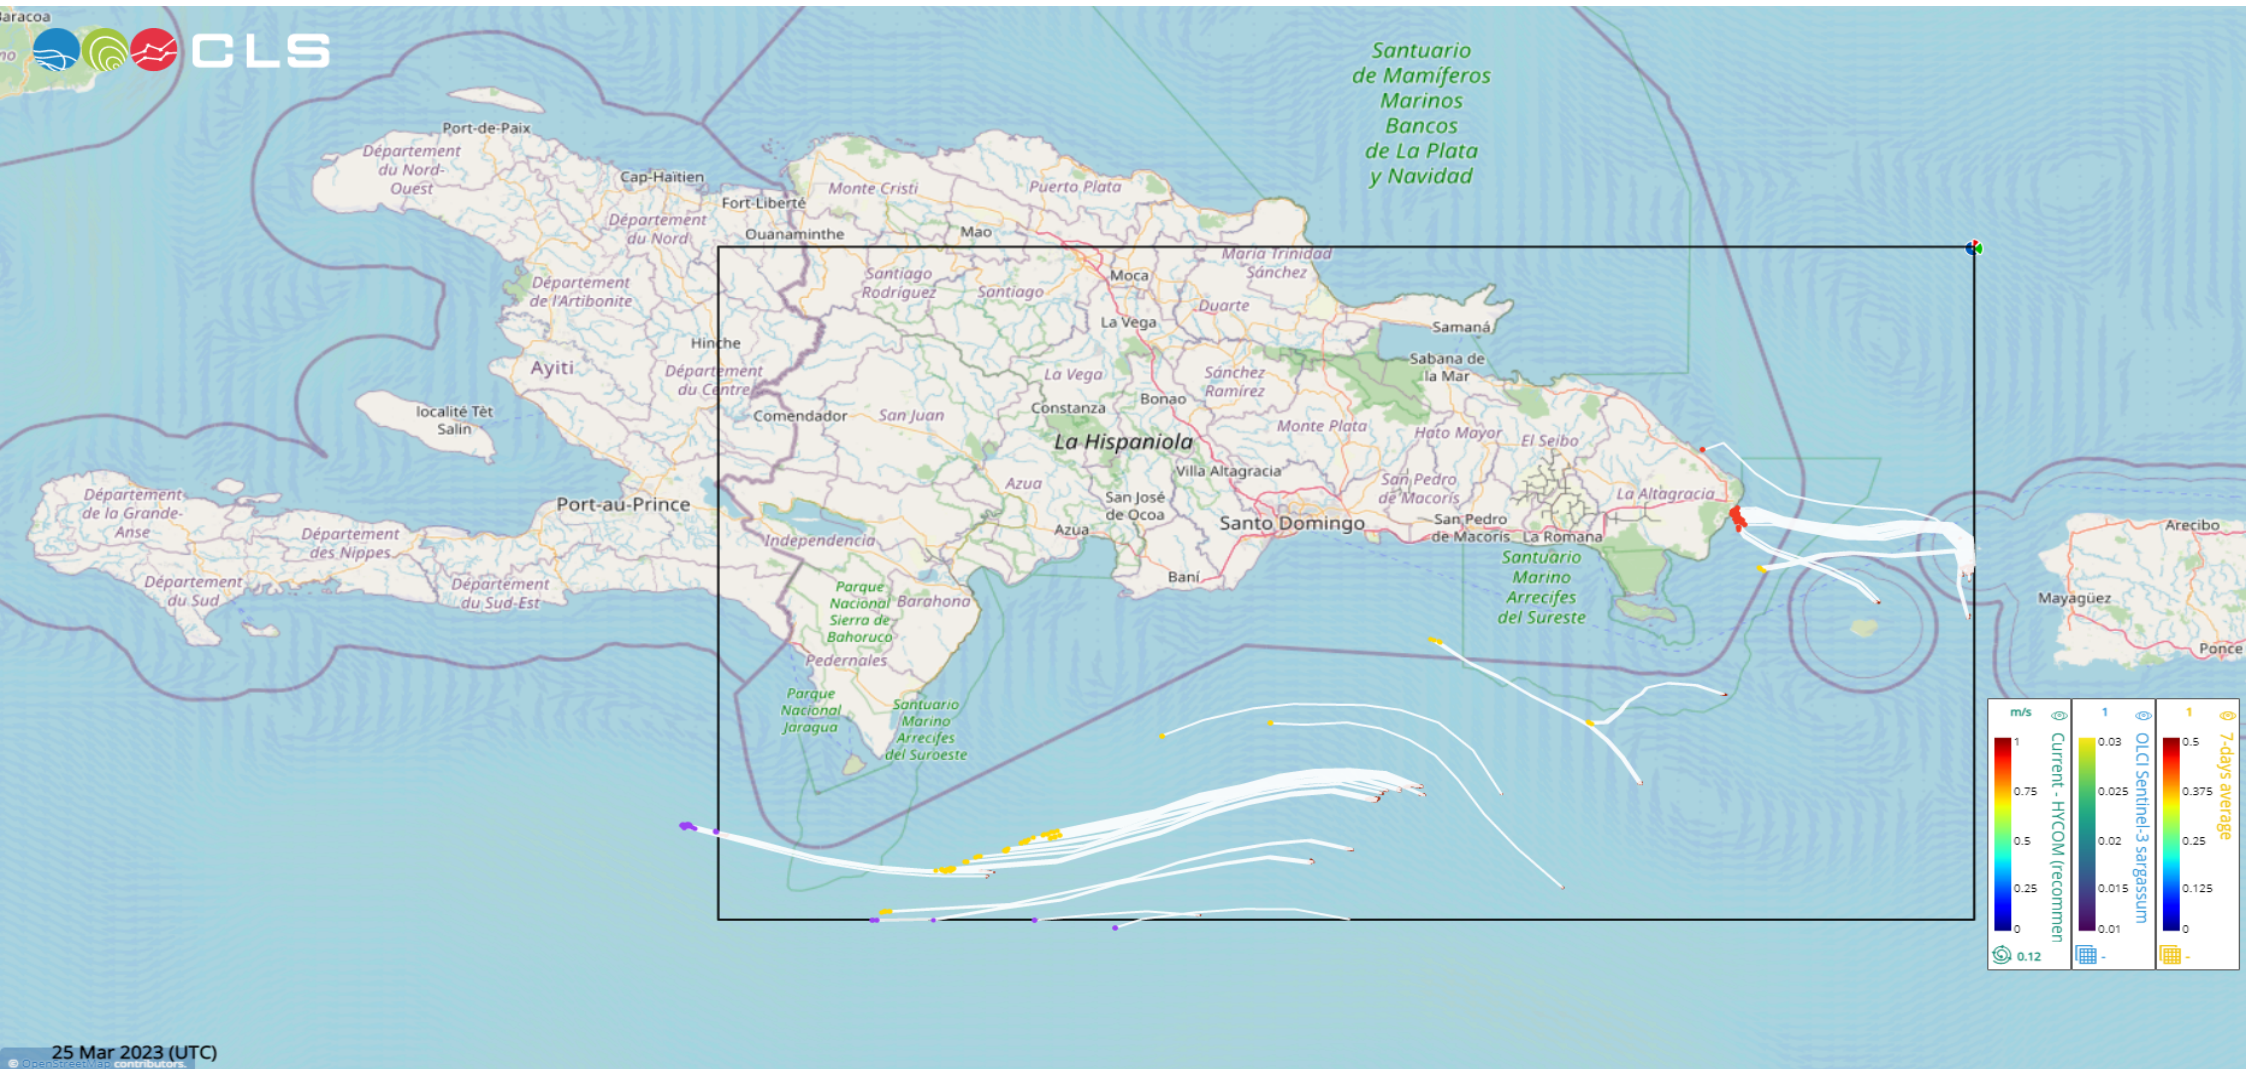 Baracoa
CLS
Santuario
de Mamíferos
Marinos
Bancos
de La Plata
y Navidad
Port-de-Paix
Département
du Nord-
Ouest
Cap-Haïtien
Fort-Liberté
Ouanaminthe
Monte Cristi
Puerto Plata
Département
du Nord
Mao
María Trinidad
Sánchez
Moca
Santiago
Rodríguez
Santiago
Duarte
Département
de l'Artibonite
La Vega
Samaná
Hinche
Ayiti
Département
du Centre
La Vega
Sánchez
Ramírez
Sabana de
la Mar
localité Tèt
Salin
Comendador
San Juan
Constanza
Bonao
Monte Plata
Hato Mayor
El Seibo
La Hispaniola
Villa Altagracia
Azua
San José
de Ocoa
San Pedro
de Macorís
La Altagracia
Département
de la Grande-
Anse
Port-au-Prince
Département
des Nippes
Independencia
Azua
Santo Domingo
San Pedro
de Macorís
La Romana
Arecibo
Santuario
Marino
Arrecifes
del Sureste
Département
du Sud
Département
du Sud-Est
Parque
Nacional
Sierra de
Bahoruco
Barahona
Baní
Mayagüez
Ponce
Pedernales
Parque
Nacional
Jaragua
Santuario
Marino
Arrecifes
del Suroeste
m/s
1
0.75
0.5
0.25
0
0.12
Current - HYCOM (recommen
1
0.03
0.025
0.02
0.015
0.01
-
OLCI Sentinel-3 sargassum
1
0.5
0.375
0.25
0.125
0
-
7-days average
25 Mar 2023 (UTC)
© OpenStreetMap contributors.